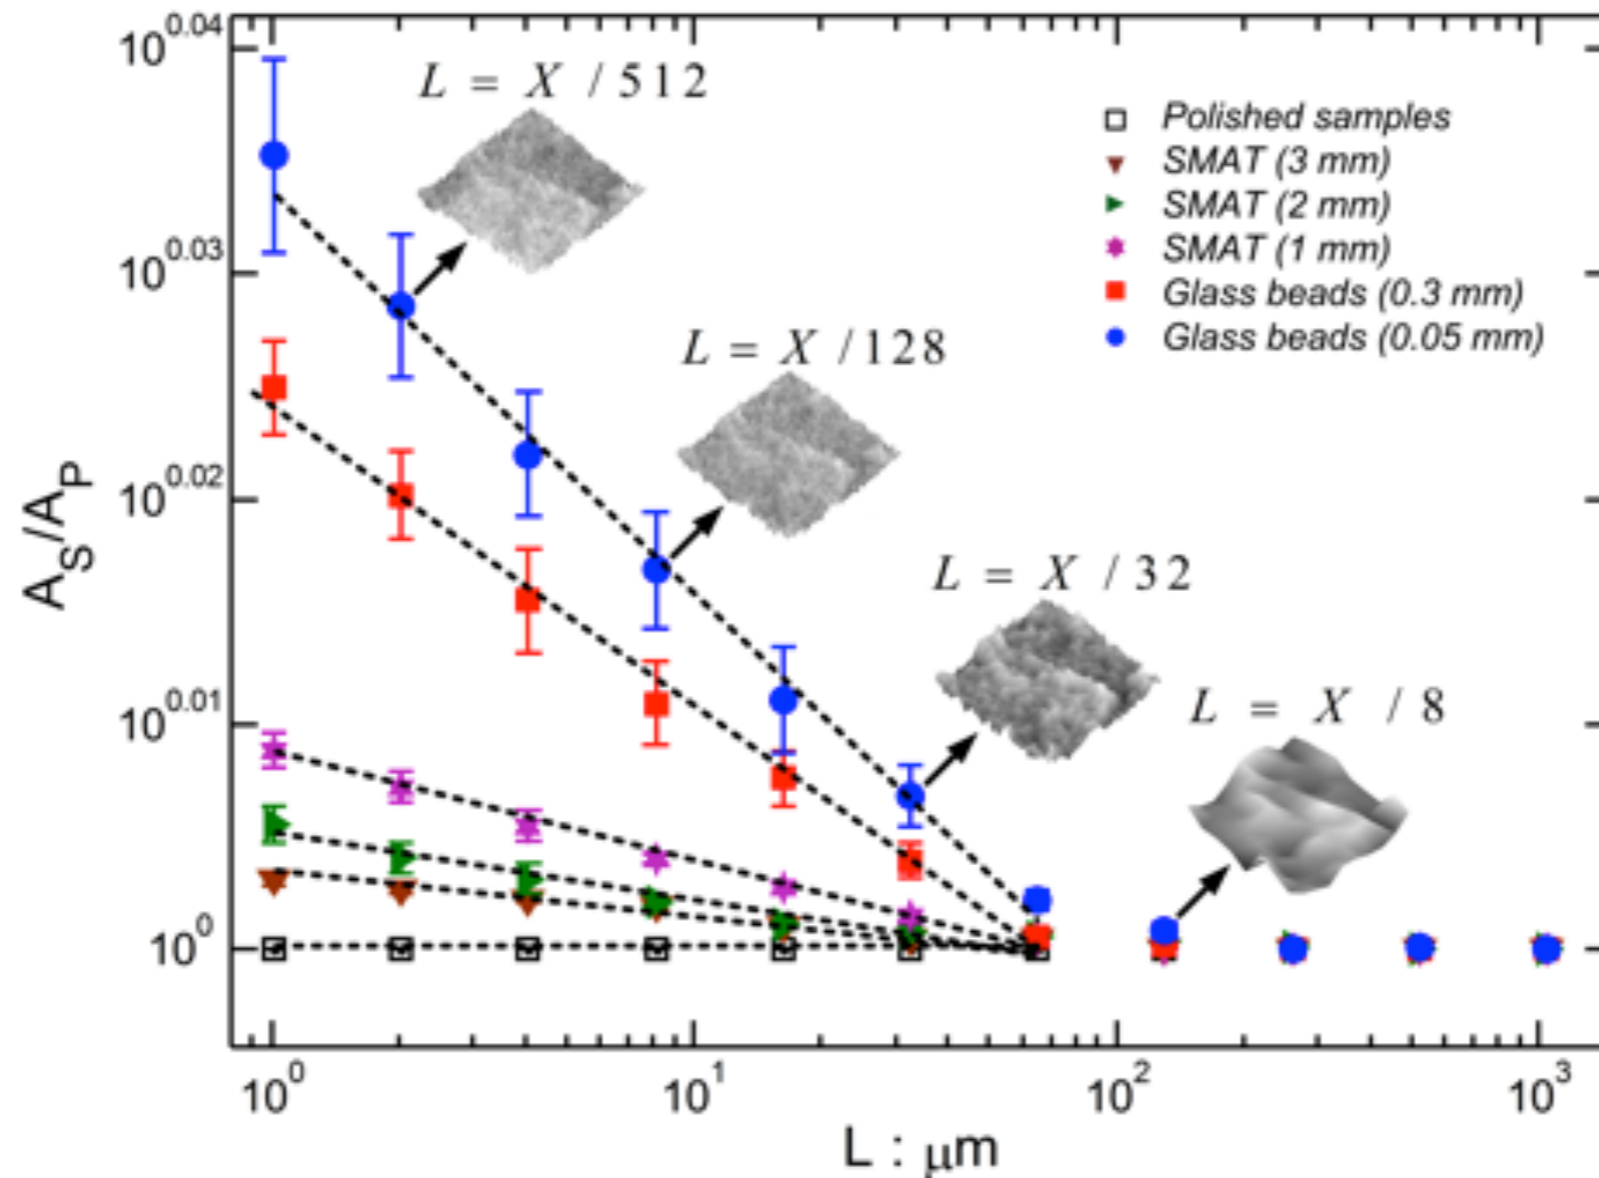 10^0.04
10^0.03
10^0.02
10^0.01
10^0
A_S/A_P
L = X / 512
L = X / 128
L = X / 32
L = X / 8
Polished samples
SMAT (3 mm)
SMAT (2 mm)
SMAT (1 mm)
Glass beads (0.3 mm)
Glass beads (0.05 mm)
10^0 10^1 10^2 10^3
L : μm